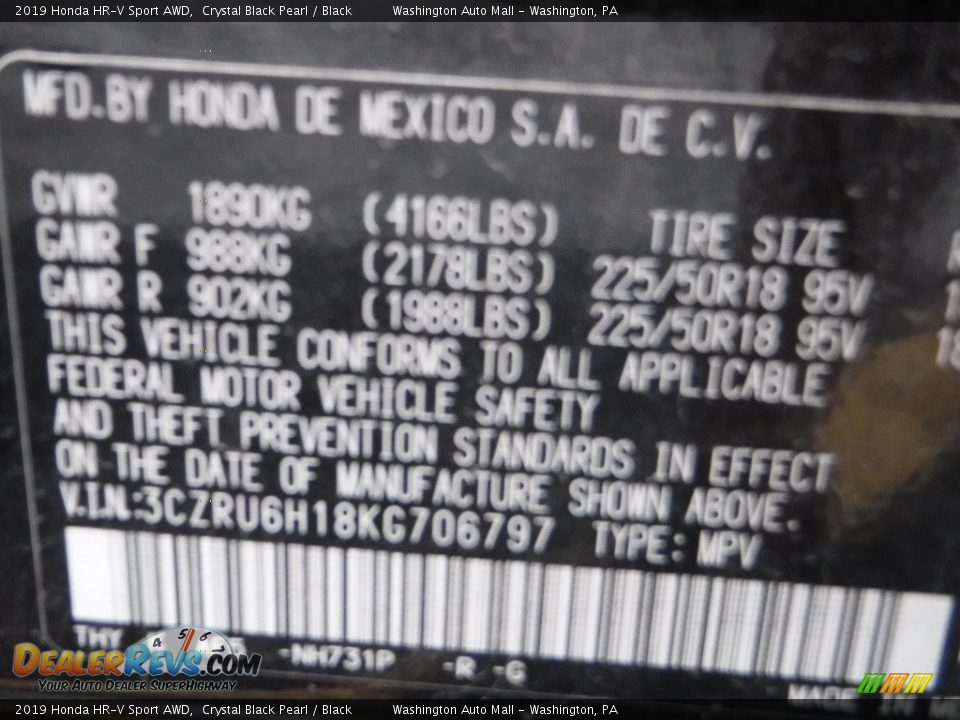 2019 Honda HR-V Sport AWD, Crystal Black Pearl / Black Washington Auto Mall - Washington, PA
MFD.BY HONDA DE MEXICO S.A. DE C.V.
GVWR 1890KG (4166LBS) TIRE SIZE
GAWR F 988KG (2178LBS) 225/50R18 95V
GAWR R 902KG (1988LBS) 225/50R18 95V
THIS VEHICLE CONFORMS TO ALL APPLICABLE
FEDERAL MOTOR VEHICLE SAFETY
AND THEFT PREVENTION STANDARDS IN EFFECT
ON THE DATE OF MANUFACTURE SHOWN ABOVE.
V.I.N.:3CZRU6H18KG706797 TYPE: MPV
THY -NH731P -R -G
DEALERREVS.COM
YOUR AUTO DEALER SUPERHIGHWAY
2019 Honda HR-V Sport AWD, Crystal Black Pearl / Black Washington Auto Mall - Washington, PA